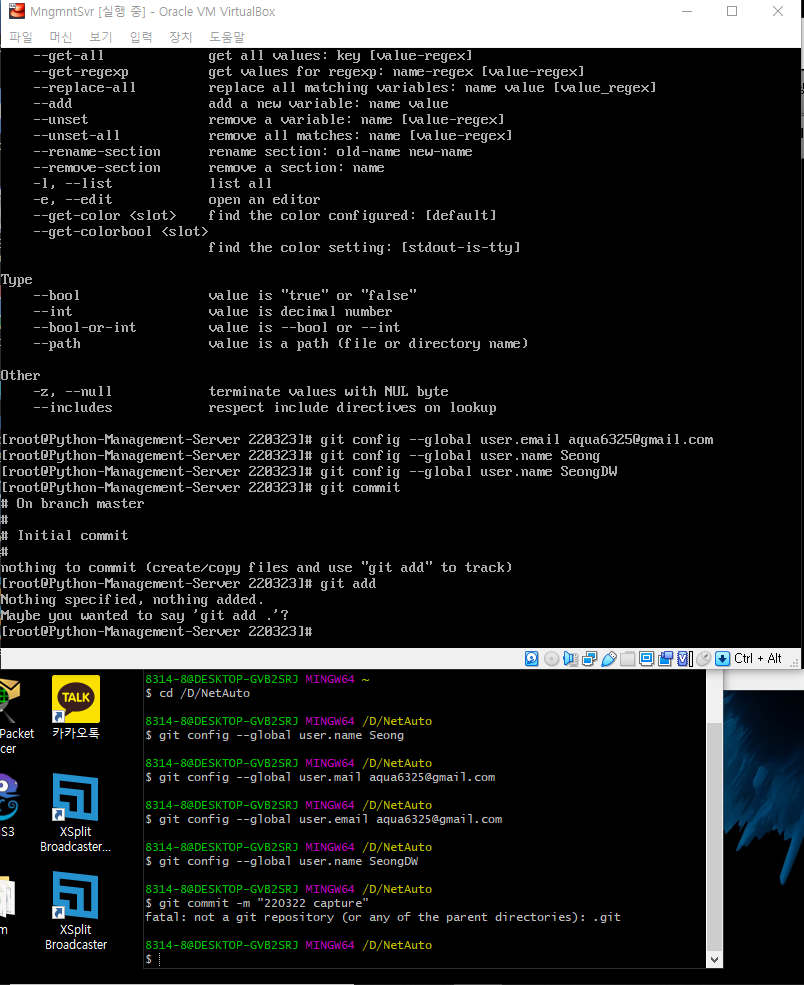 MngmntSvr [실행 중] - Oracle VM VirtualBox
파일 머신 보기 입력 장치 도움말
--get-all get all values: key [value-regex]
--get-regexp get values for regexp: name-regex [value-regex]
--replace-all replace all matching variables: name value [value_regex]
--add add a new variable: name value
--unset remove a variable: name [value-regex]
--unset-all remove all matches: name [value-regex]
--rename-section rename section: old-name new-name
--remove-section remove a section: name
-l, --list list all
-e, --edit open an editor
--get-color <slot> find the color configured: [default]
--get-colorbool <slot>
find the color setting: [stdout-is-tty]
Type
--bool value is "true" or "false"
--int value is decimal number
--bool-or-int value is --bool or --int
--path value is a path (file or directory name)
Other
-z, --null terminate values with NUL byte
--includes respect include directives on lookup
[root@Python-Management-Server 220323]# git config --global user.email aqua6325@gmail.com
[root@Python-Management-Server 220323]# git config --global user.name Seong
[root@Python-Management-Server 220323]# git config --global user.name SeongDW
[root@Python-Management-Server 220323]# git commit
# On branch master
#
# Initial commit
#
nothing to commit (create/copy files and use "git add" to track)
[root@Python-Management-Server 220323]# git add
Nothing specified, nothing added.
Maybe you wanted to say 'git add .'?
[root@Python-Management-Server 220323]#
Ctrl + Alt
Packet
cer
TALK
카카오톡
S3
XSplit
Broadcaster...
m
XSplit
Broadcaster
8314-8@DESKTOP-GVB2SRJ MINGW64 ~
$ cd /D/NetAuto
8314-8@DESKTOP-GVB2SRJ MINGW64 /D/NetAuto
$ git config --global user.name Seong
8314-8@DESKTOP-GVB2SRJ MINGW64 /D/NetAuto
$ git config --global user.mail aqua6325@gmail.com
8314-8@DESKTOP-GVB2SRJ MINGW64 /D/NetAuto
$ git config --global user.email aqua6325@gmail.com
8314-8@DESKTOP-GVB2SRJ MINGW64 /D/NetAuto
$ git config --global user.name SeongDW
8314-8@DESKTOP-GVB2SRJ MINGW64 /D/NetAuto
$ git commit -m "220322 capture"
fatal: not a git repository (or any of the parent directories): .git
8314-8@DESKTOP-GVB2SRJ MINGW64 /D/NetAuto
$